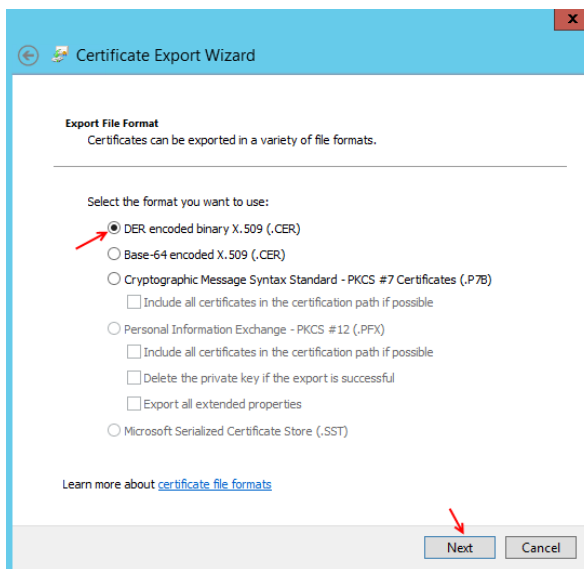 x
Certificate Export Wizard
Export File Format
Certificates can be exported in a variety of file formats.
Select the format you want to use:
DER encoded binary X.509 (.CER)
Base-64 encoded X.509 (.CER)
Cryptographic Message Syntax Standard - PKCS #7 Certificates (.P7B)
Include all certificates in the certification path if possible
Personal Information Exchange - PKCS #12 (.PFX)
Include all certificates in the certification path if possible
Delete the private key if the export is successful
Export all extended properties
Microsoft Serialized Certificate Store (.SST)
Learn more about certificate file formats
Next Cancel